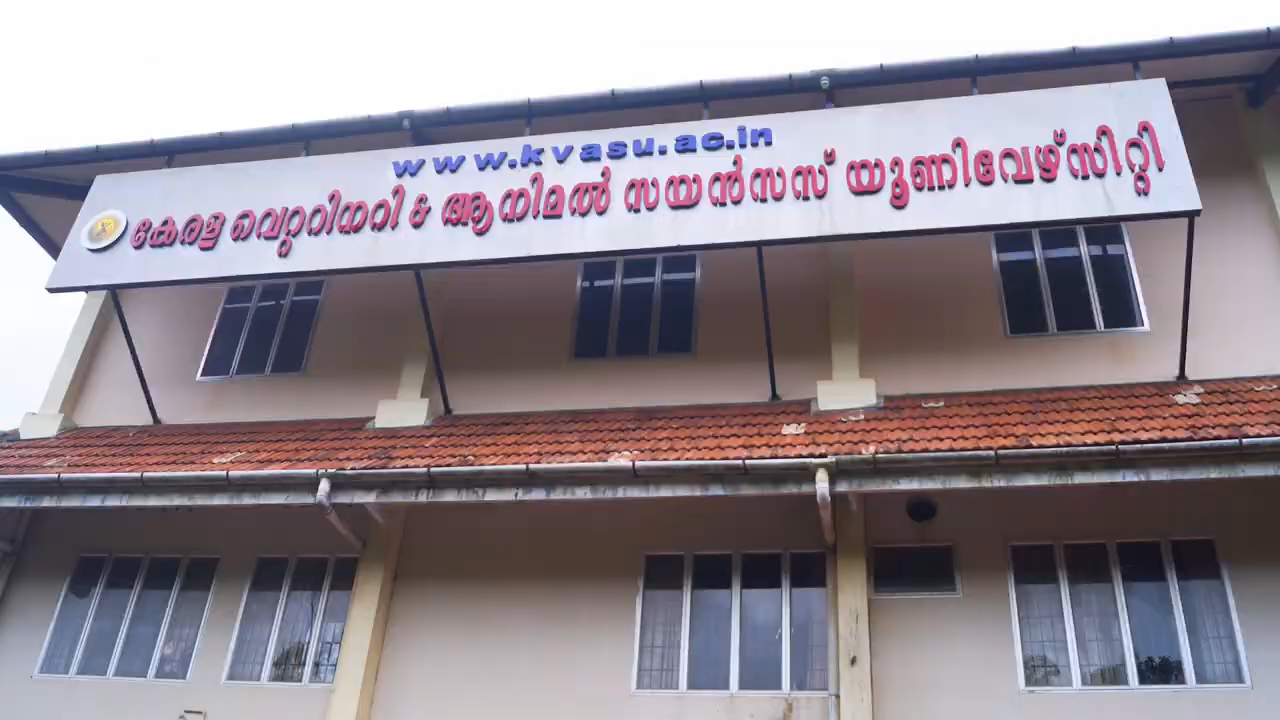 www.kvasu.ac.in
കേരള വെറ്ററിനറി & ആനിമൽ സയൻസസ് യൂണിവേഴ്സിറ്റി